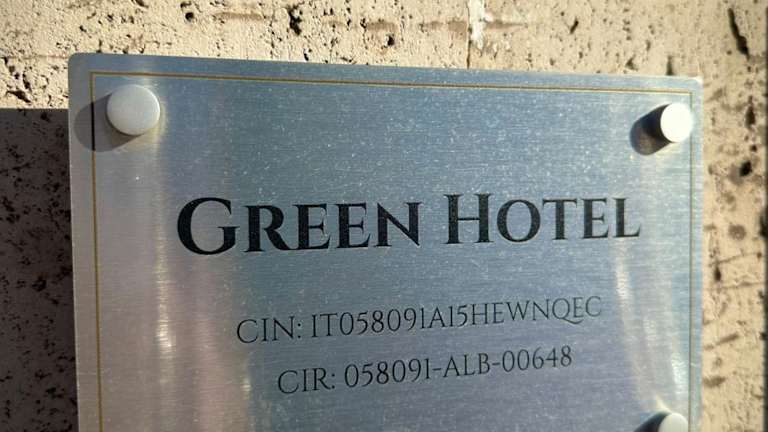 GREEN HOTEL
CIN: IT058091A15HEWNQEC
CIR: 058091-ALB-00648